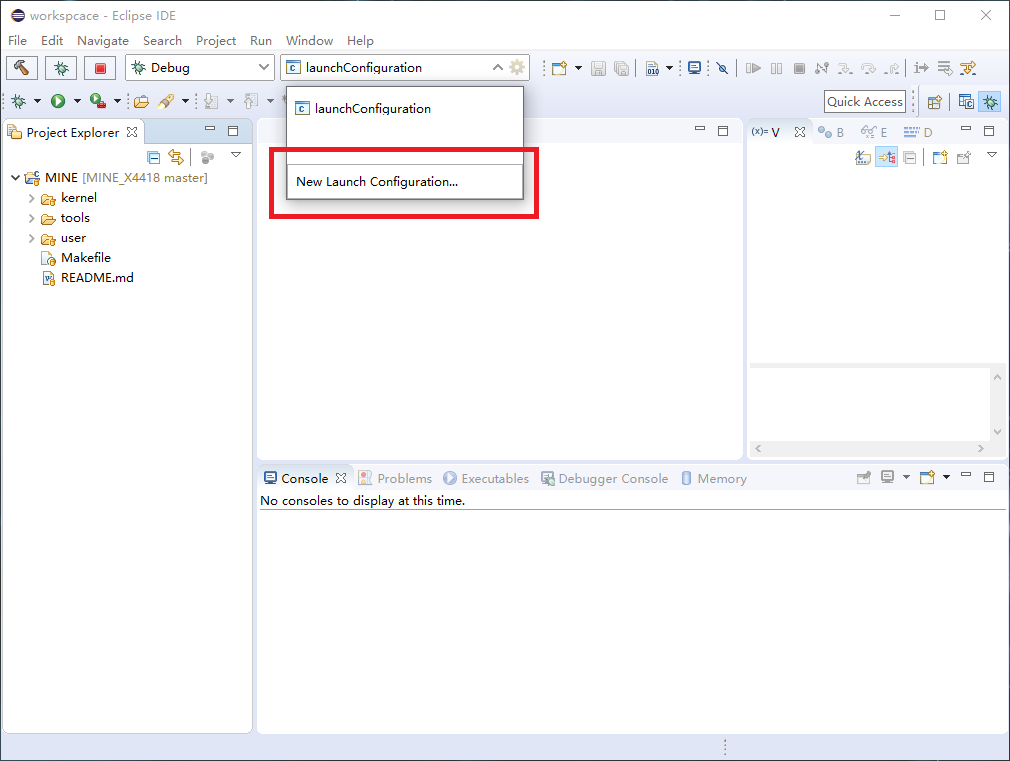 workspcace - Eclipse IDE
File Edit Navigate Search Project Run Window Help
Debug
launchConfiguration
launchConfiguration
New Launch Configuration...
Quick Access
Project Explorer
MINE [MINE_X4418 master]
kernel
tools
user
Makefile
README.md
(x)= V B E D
Console Problems Executables Debugger Console Memory
No consoles to display at this time.